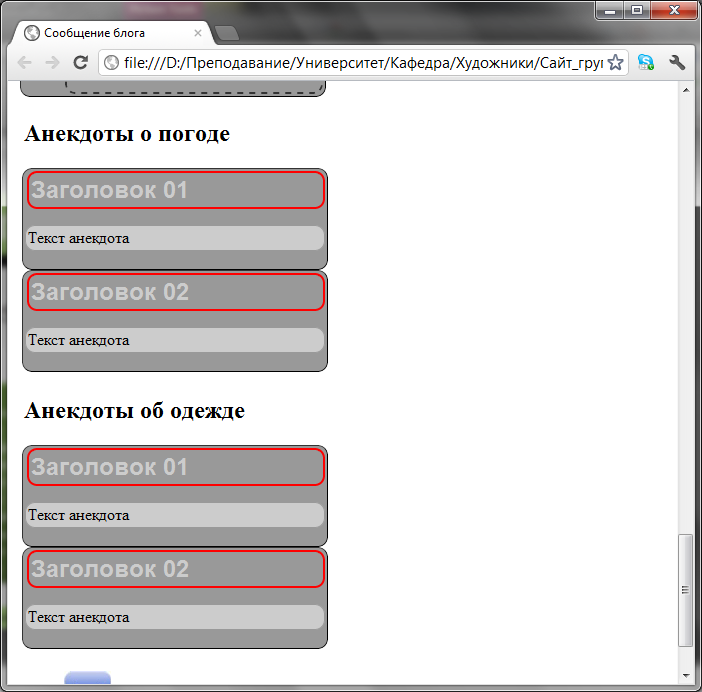 Сообщение блога
file:///D:/Преподавание/Университет/Кафедра/Художники/Сайт_груп
Анекдоты о погоде
Заголовок 01
Текст анекдота
Заголовок 02
Текст анекдота
Анекдоты об одежде
Заголовок 01
Текст анекдота
Заголовок 02
Текст анекдота